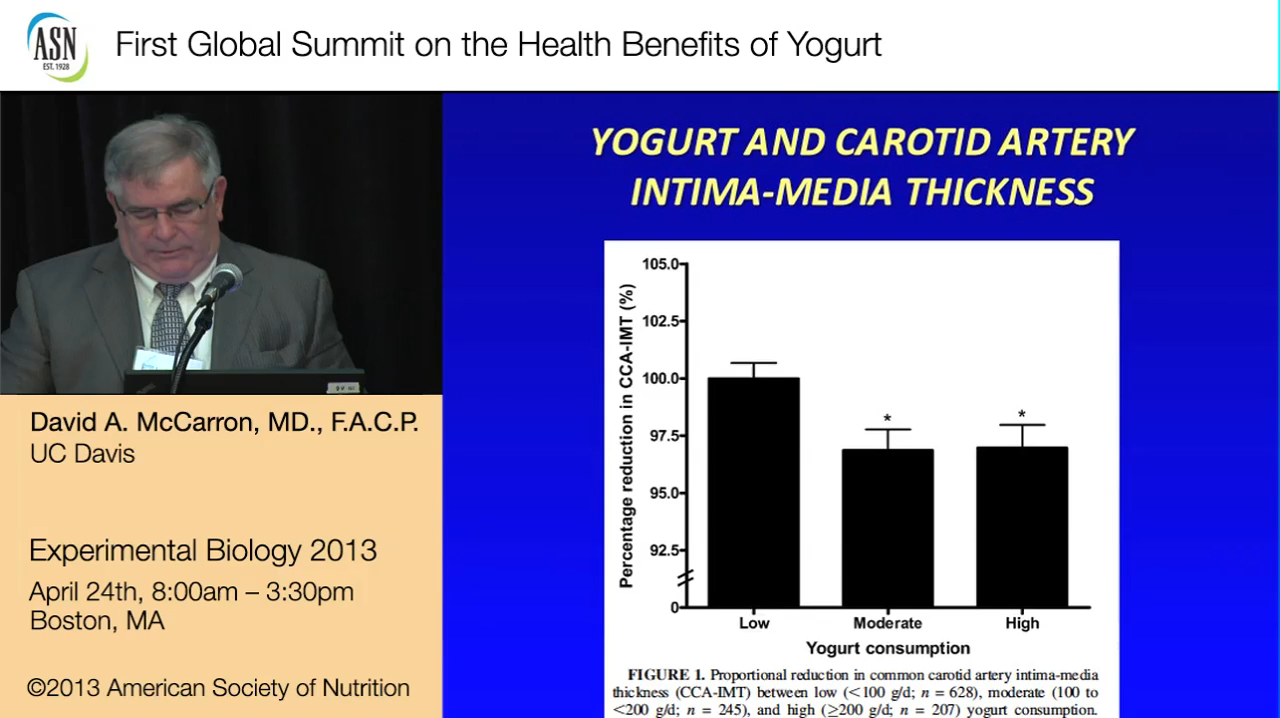 ASN
EST. 1928
First Global Summit on the Health Benefits of Yogurt
David A. McCarron, MD., F.A.C.P.
UC Davis
Experimental Biology 2013
April 24th, 8:00am – 3:30pm
Boston, MA
©2013 American Society of Nutrition
YOGURT AND CAROTID ARTERY
INTIMA-MEDIA THICKNESS
Percentage reduction in CCA-IMT (%)
105.0
102.5
100.0
97.5
95.0
92.5
0
*
*
Low Moderate High
Yogurt consumption
FIGURE 1. Proportional reduction in common carotid artery intima-media
thickness (CCA-IMT) between low (<100 g/d; n = 628), moderate (100 to
<200 g/d; n = 245), and high (≥200 g/d; n = 207) yogurt consumption.